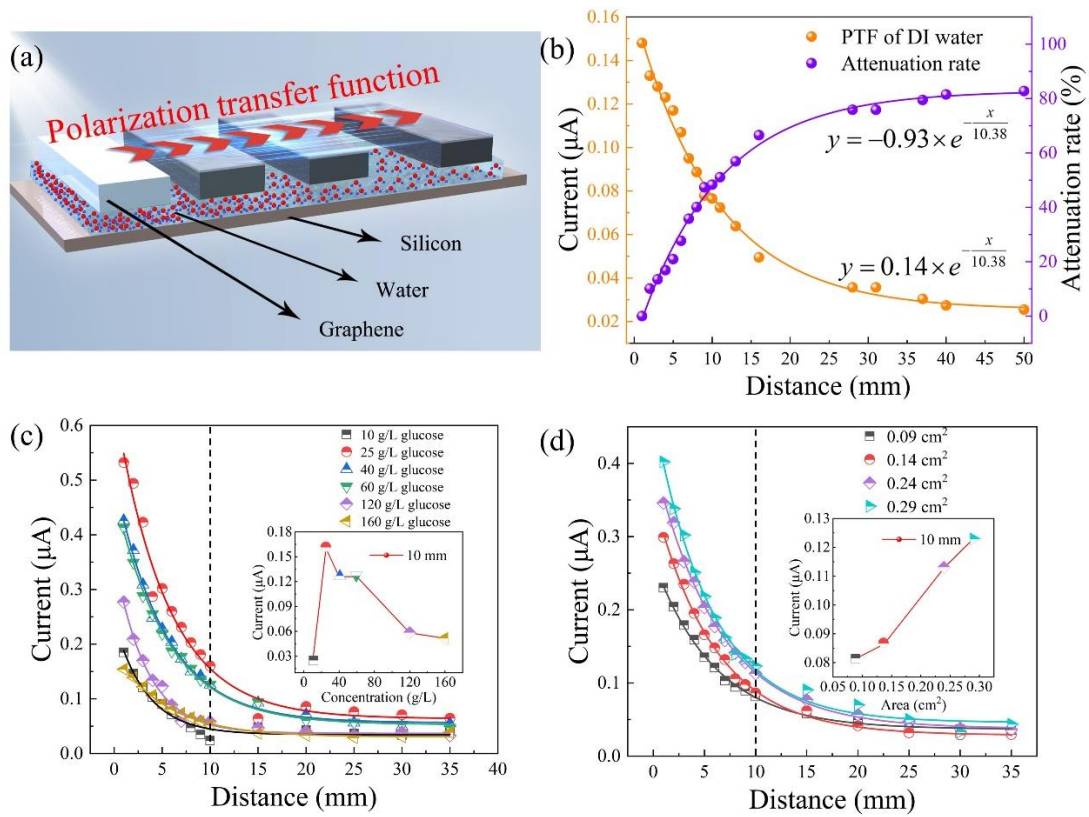 (a)
Polarization transfer function
Silicon
Water
Graphene
(b)
PTF of DI water
Attenuation rate
y = −0.93 × e^{-x/10.38}
y = 0.14 × e^{-x/10.38}
Current (μA)
0.16
0.14
0.12
0.10
0.08
0.06
0.04
0.02
Attenuation rate (%)
100
80
60
40
20
0
0 5 10 15 20 25 30 35 40 45 50
Distance (mm)
(c)
10 g/L glucose
25 g/L glucose
40 g/L glucose
60 g/L glucose
120 g/L glucose
160 g/L glucose
Current (μA)
0.6
0.5
0.4
0.3
0.2
0.1
0.0
0 5 10 15 20 25 30 35 40
Distance (mm)
10 mm
Current (μA)
0.18
0.15
0.12
0.09
0.06
0.03
0 40 80 120 160
Concentration (g/L)
(d)
0.09 cm²
0.14 cm²
0.24 cm²
0.29 cm²
Current (μA)
0.4
0.3
0.2
0.1
0.0
0 5 10 15 20 25 30 35
Distance (mm)
10 mm
Current (μA)
0.13
0.12
0.11
0.10
0.09
0.08
0.05 0.10 0.15 0.20 0.25 0.30
Area (cm²)